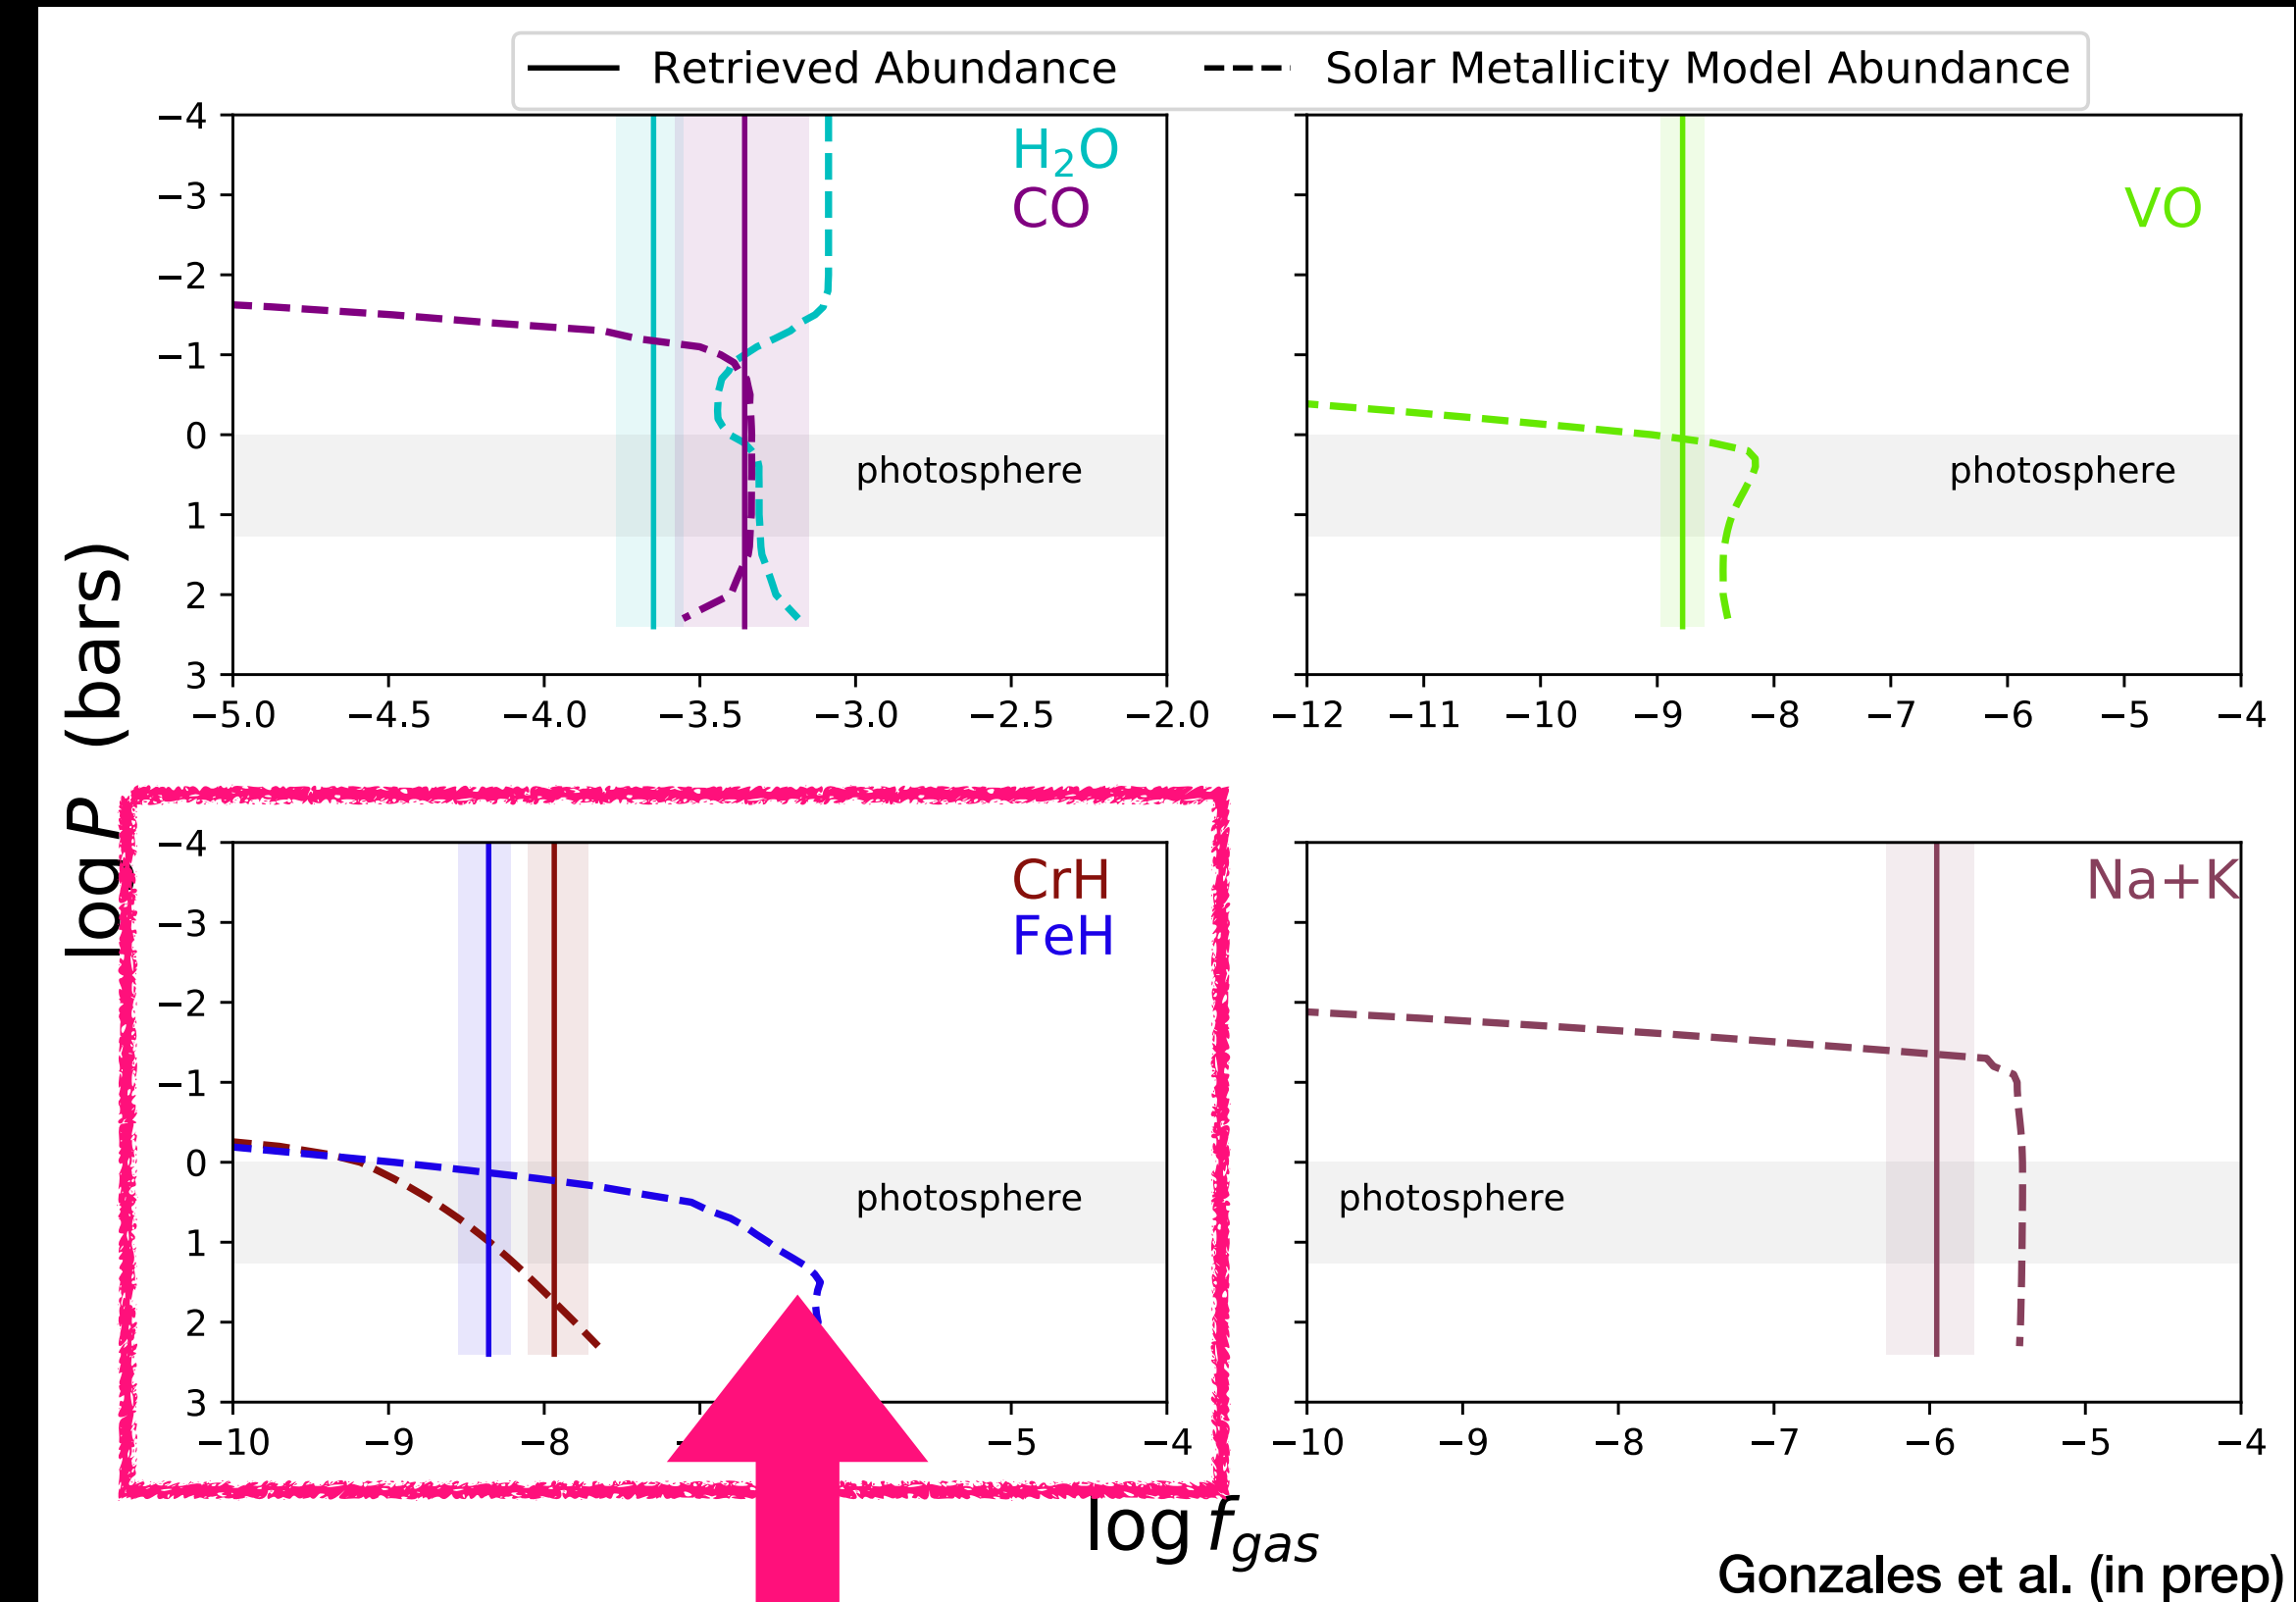 Retrieved Abundance Solar Metallicity Model Abundance
−4
−3
−2
−1
0
1
2
3
H₂O
CO
photosphere
−5.0 −4.5 −4.0 −3.5 −3.0 −2.5 −2.0
VO
photosphere
−12 −11 −10 −9 −8 −7 −6 −5 −4
log P (bars)
−4
−3
−2
−1
0
1
2
3
CrH
FeH
photosphere
−10 −9 −8 −5 −4
Na+K
photosphere
−10 −9 −8 −7 −6 −5 −4
log f_gas
Gonzales et al. (in prep)